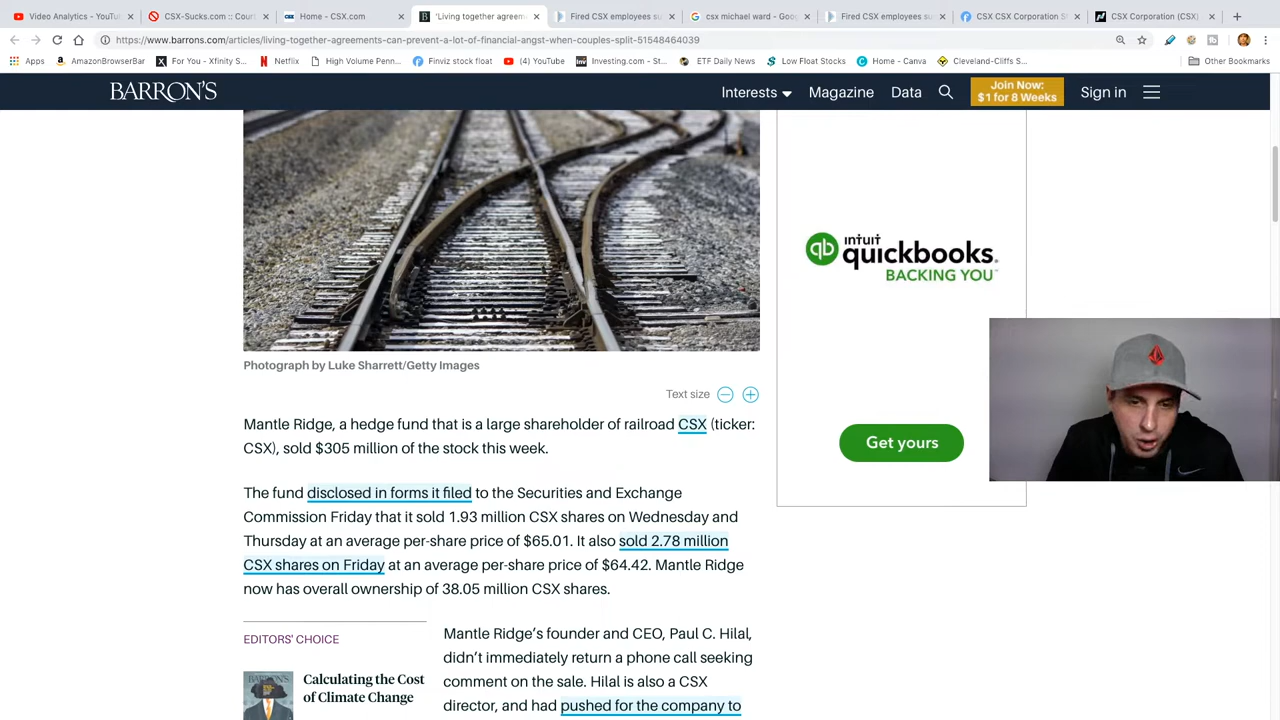 Video Analytics - YouTu
CSX-Sucks.com :: Cour
Home - CSX.com
'Living together agreem
Fired CSX employees su
csx michael ward - Goo
Fired CSX employees su
CSX CSX Corporation S
CSX Corporation (CSX)
https://www.barrons.com/articles/living-together-agreements-can-prevent-a-lot-of-financial-angst-when-couples-split-51548464039
Apps
AmazonBrowserBar
For You - Xfinity S...
Netflix
High Volume Penn...
Finviz stock float
(4) YouTube
Investing.com - St...
ETF Daily News
Low Float Stocks
Home - Canva
Cleveland-Cliffs S...
Other Bookmarks
BARRON'S
Interests
Magazine
Data
Join Now:
$1 for 8 Weeks
Sign in
Photograph by Luke Sharrett/Getty Images
Text size
Mantle Ridge, a hedge fund that is a large shareholder of railroad CSX (ticker:
CSX), sold $305 million of the stock this week.
The fund disclosed in forms it filed to the Securities and Exchange
Commission Friday that it sold 1.93 million CSX shares on Wednesday and
Thursday at an average per-share price of $65.01. It also sold 2.78 million
CSX shares on Friday at an average per-share price of $64.42. Mantle Ridge
now has overall ownership of 38.05 million CSX shares.
EDITORS' CHOICE
Calculating the Cost
of Climate Change
Mantle Ridge's founder and CEO, Paul C. Hilal,
didn't immediately return a phone call seeking
comment on the sale. Hilal is also a CSX
director, and had pushed for the company to
intuit
quickbooks.
BACKING YOU™
Get yours